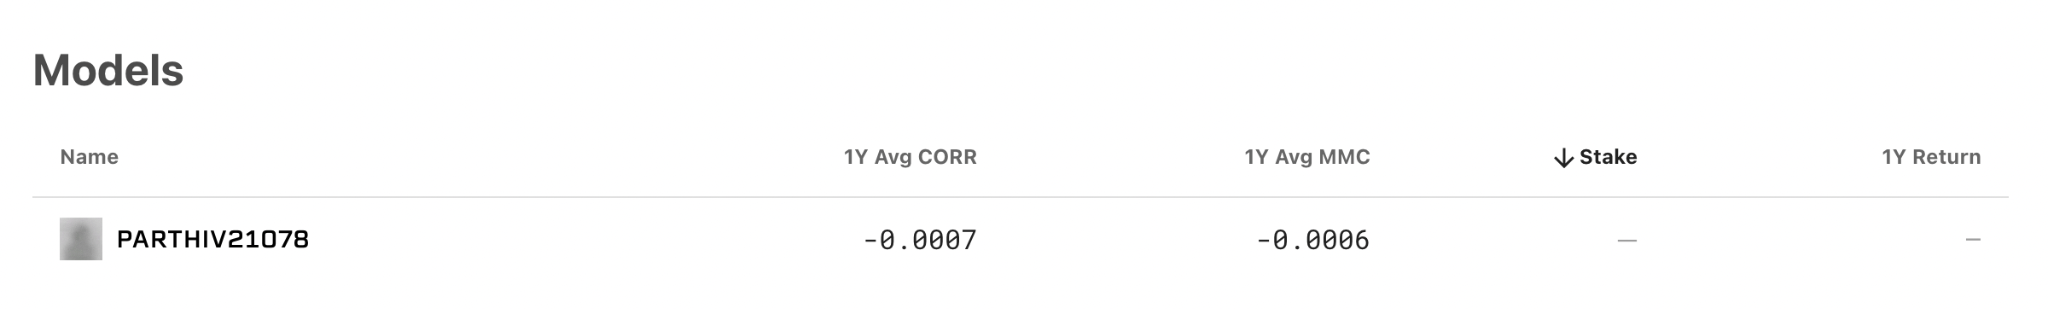 Models
Name 1Y Avg CORR 1Y Avg MMC ↓ Stake 1Y Return
PARTHIV21078 -0.0007 -0.0006 — –